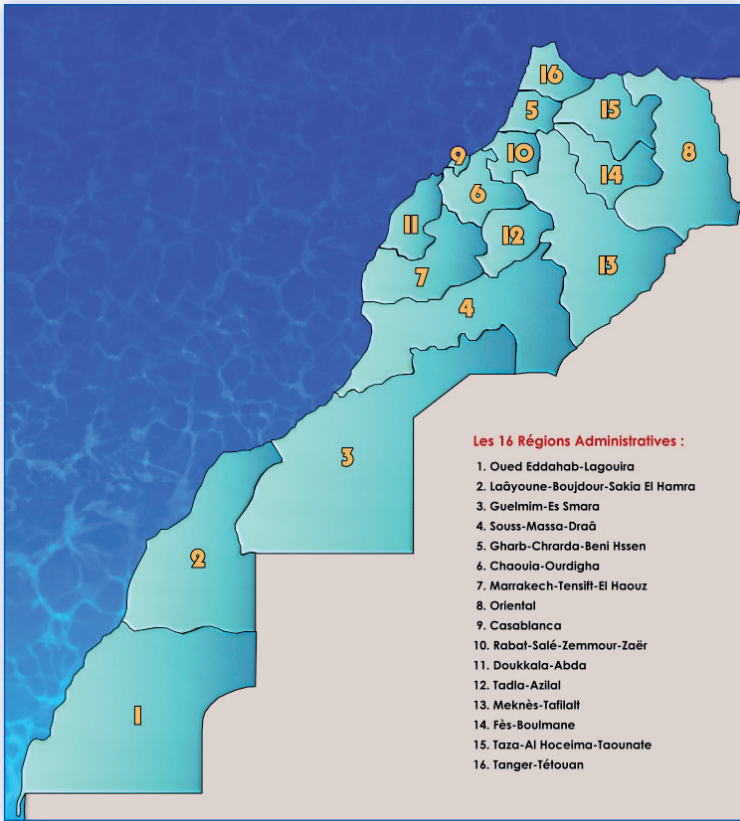 16
5
15
8
9
10
14
6
11
12
13
7
4
3
2
1
Les 16 Régions Administratives :
1. Oued Eddahab-Lagouira
2. Laâyoune-Boujdour-Sakia El Hamra
3. Guelmim-Es Smara
4. Souss-Massa-Draâ
5. Gharb-Chrarda-Beni Hssen
6. Chaouia-Ourdigha
7. Marrakech-Tensift-El Haouz
8. Oriental
9. Casablanca
10. Rabat-Salé-Zemmour-Zaër
11. Doukkala-Abda
12. Tadla-Azilal
13. Meknès-Tafilalt
14. Fès-Boulmane
15. Taza-Al Hoceima-Taounate
16. Tanger-Tétouan